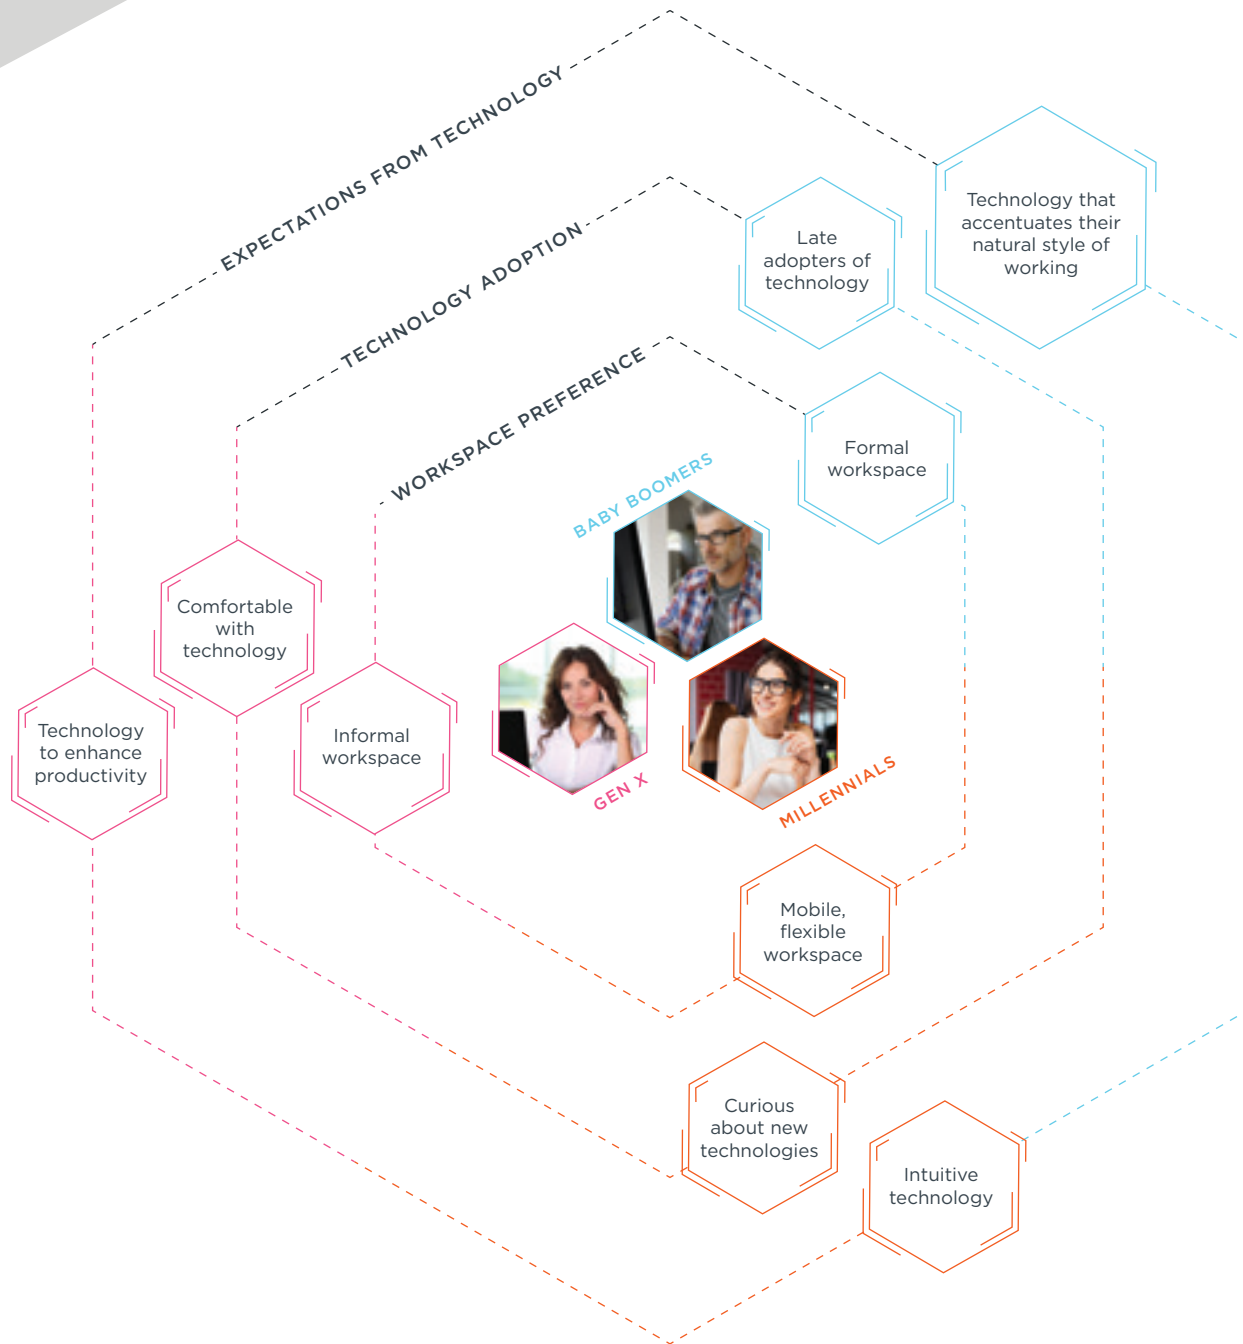 EXPECTATIONS FROM TECHNOLOGY
Technology that
accentuates their
natural style of
working
TECHNOLOGY ADOPTION
Late
adopters of
technology
WORKSPACE PREFERENCE
Formal
workspace
BABY BOOMERS
Comfortable
with
technology
Technology
to enhance
productivity
Informal
workspace
GEN X
MILLENNIALS
Mobile,
flexible
workspace
Curious
about new
technologies
Intuitive
technology